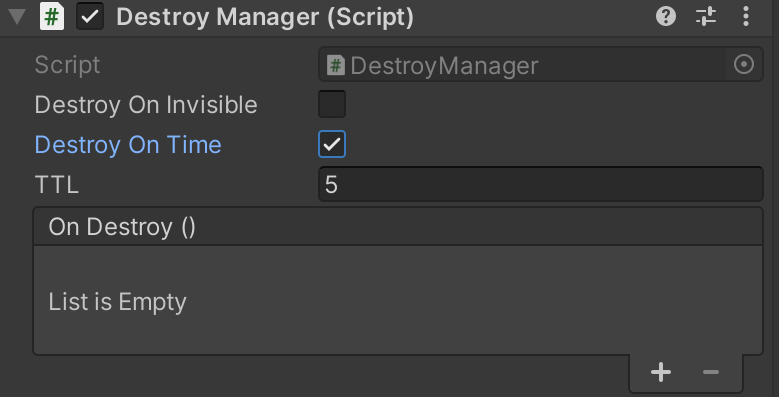 Destroy Manager (Script)
Script DestroyManager
Destroy On Invisible
Destroy On Time
TTL 5
On Destroy ()
List is Empty